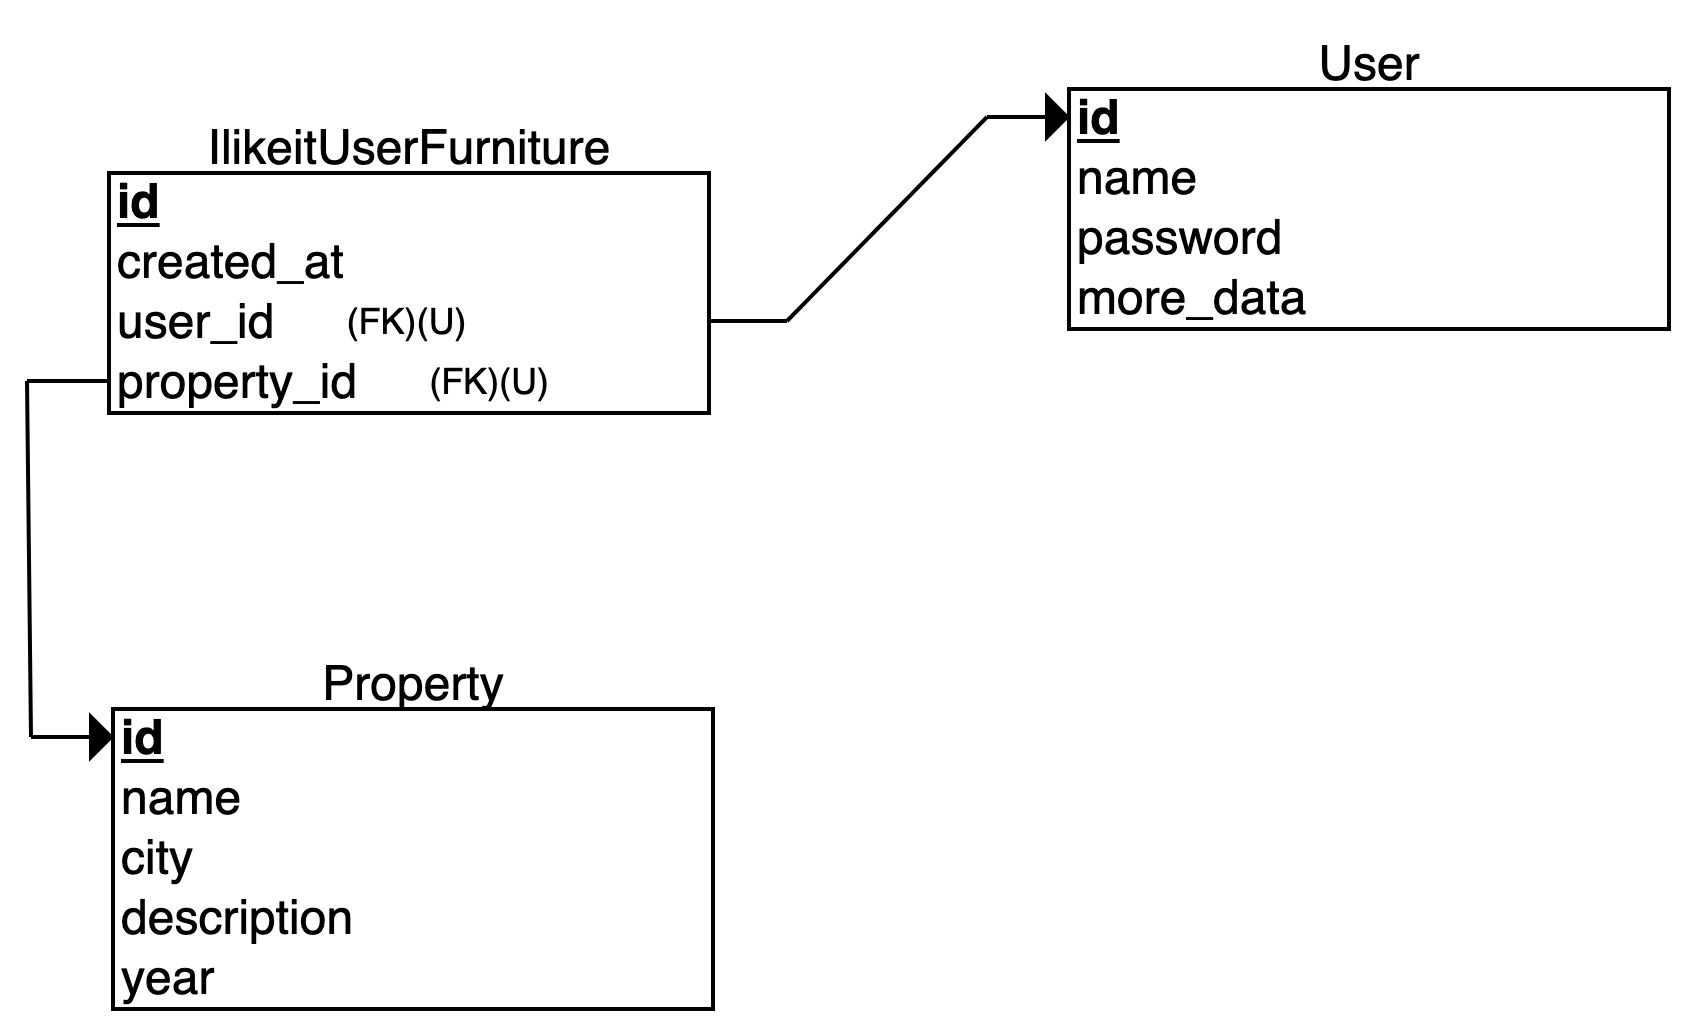 User
id
name
password
more_data
IlikeitUserFurniture
id
created_at
user_id (FK)(U)
property_id (FK)(U)
Property
id
name
city
description
year